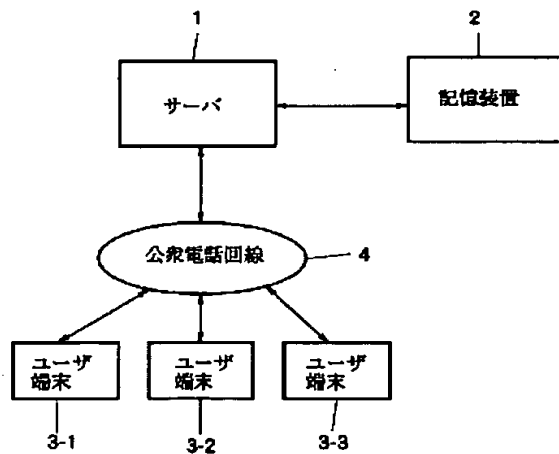 1
2
サーバ
記憶装置
公衆電話回線
4
ユーザ
端末
ユーザ
端末
ユーザ
端末
3-1
3-2
3-3